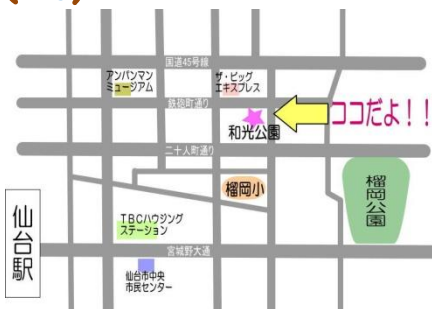 国道45号線
アンパンマン
ミュージアム
ザ・ビッグ
エキスプレス
鉄砲町通り
ココだよ！！
和光公園
二十人町通り
榴岡小
榴岡公園
仙台駅
TBCハウジング
ステーション
宮城野大通
仙台市中央
市民センター